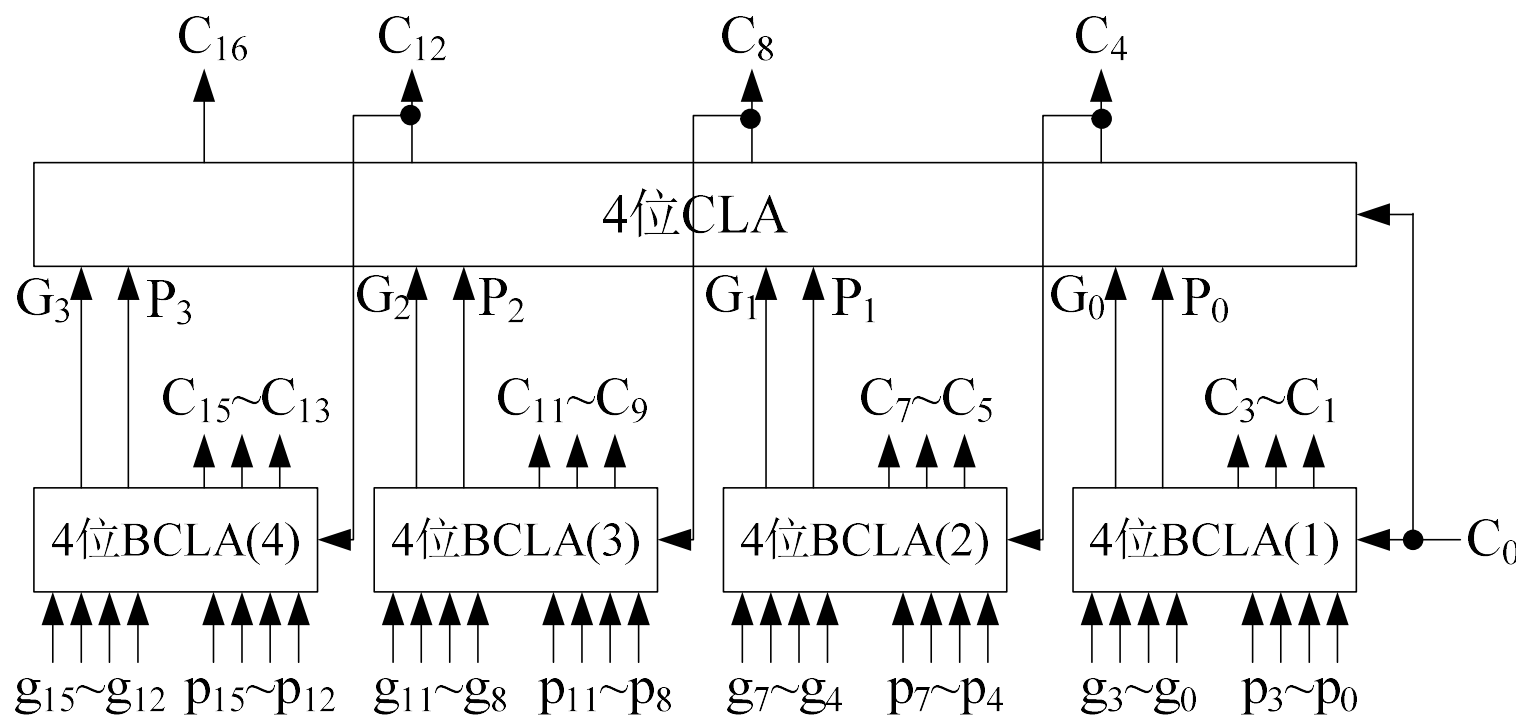 C₁₆ C₁₂ C₈ C₄
4位CLA
G₃ P₃ G₂ P₂ G₁ P₁ G₀ P₀
C₁₅~C₁₃ C₁₁~C₉ C₇~C₅ C₃~C₁
4位BCLA(4) 4位BCLA(3) 4位BCLA(2) 4位BCLA(1) C₀
g₁₅~g₁₂ p₁₅~p₁₂ g₁₁~g₈ p₁₁~p₈ g₇~g₄ p₇~p₄ g₃~g₀ p₃~p₀